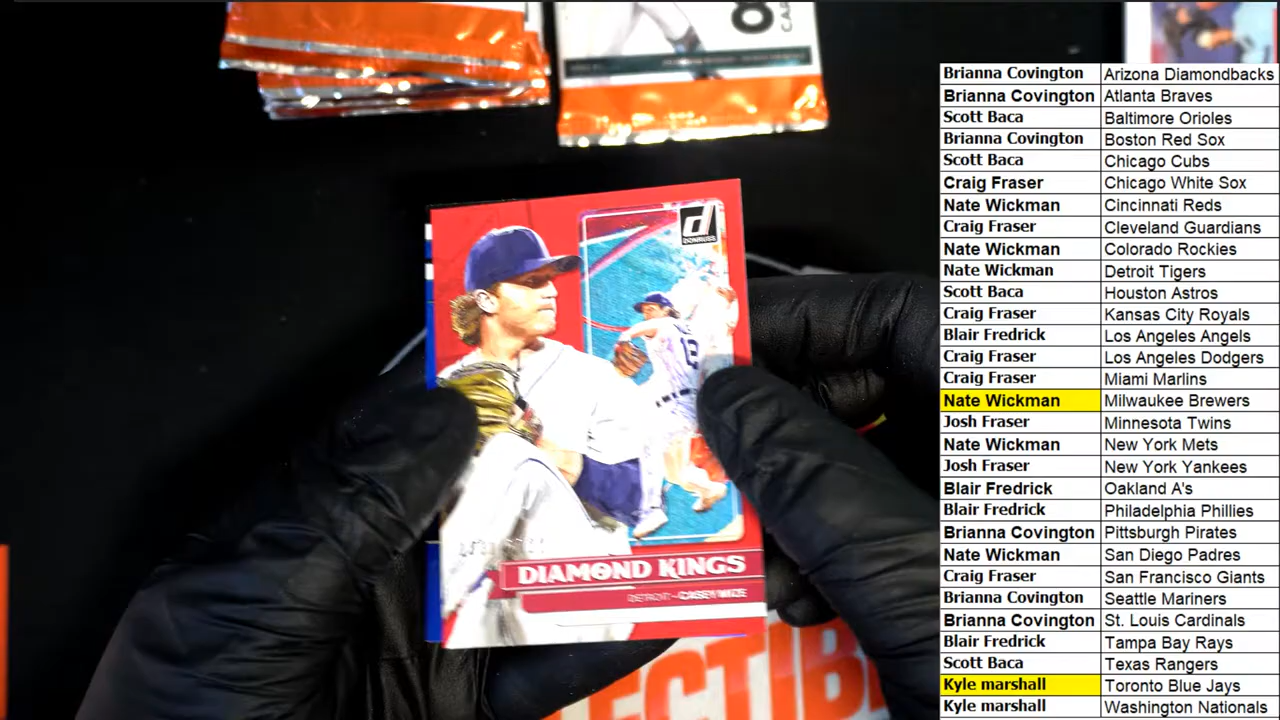 Brianna Covington Arizona Diamondbacks
Brianna Covington Atlanta Braves
Scott Baca Baltimore Orioles
Brianna Covington Boston Red Sox
Scott Baca Chicago Cubs
Craig Fraser Chicago White Sox
Nate Wickman Cincinnati Reds
Craig Fraser Cleveland Guardians
Nate Wickman Colorado Rockies
Nate Wickman Detroit Tigers
Scott Baca Houston Astros
Craig Fraser Kansas City Royals
Blair Fredrick Los Angeles Angels
Craig Fraser Los Angeles Dodgers
Craig Fraser Miami Marlins
Nate Wickman Milwaukee Brewers
Josh Fraser Minnesota Twins
Nate Wickman New York Mets
Josh Fraser New York Yankees
Blair Fredrick Oakland A's
Blair Fredrick Philadelphia Phillies
Brianna Covington Pittsburgh Pirates
Nate Wickman San Diego Padres
Craig Fraser San Francisco Giants
Brianna Covington Seattle Mariners
Brianna Covington St. Louis Cardinals
Blair Fredrick Tampa Bay Rays
Scott Baca Texas Rangers
Kyle marshall Toronto Blue Jays
Kyle marshall Washington Nationals
d
DONRUSS
12
DIAMOND KINGS
DETROIT - CASEY MIZE